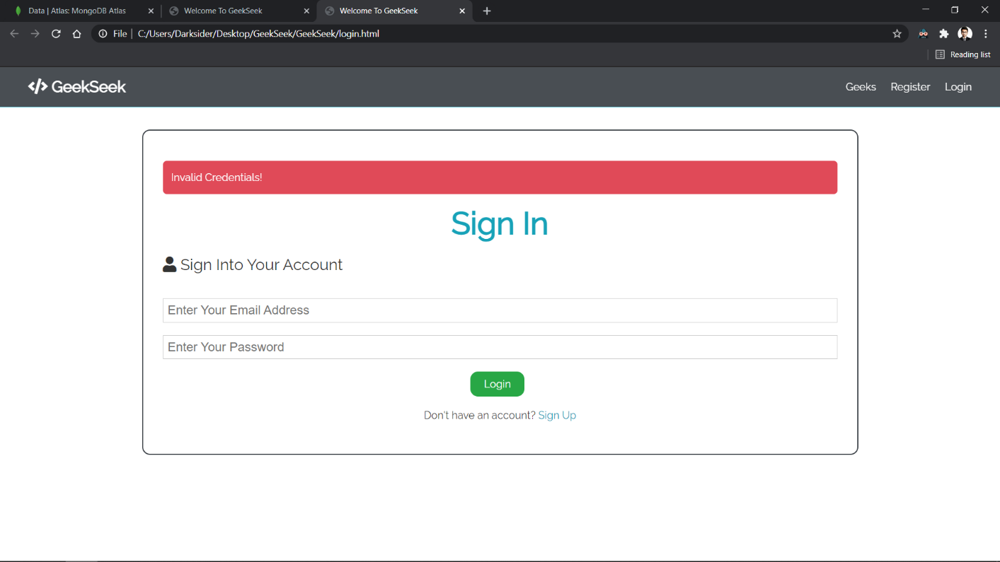 Data | Atlas: MongoDB Atlas
Welcome To GeekSeek
Welcome To GeekSeek
File | C:/Users/Darksider/Desktop/GeekSeek/GeekSeek/login.html
Reading list
</> GeekSeek
Geeks Register Login
Invalid Credentials!
Sign In
Sign Into Your Account
Enter Your Email Address
Enter Your Password
Login
Don't have an account? Sign Up